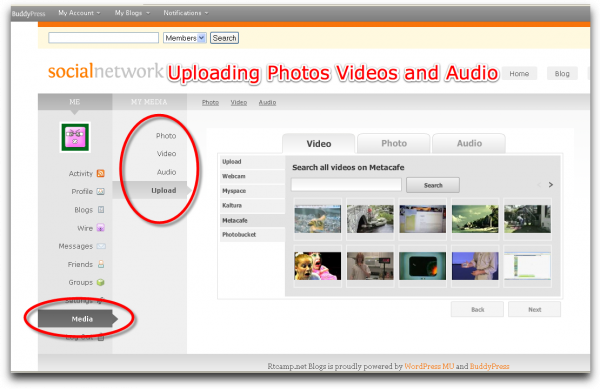 BuddyPress My Account My Blogs Notifications
Members Search
socialnetwork Uploading Photos Videos and Audio Home Blog
ME MY MEDIA Photo Video Audio
Photo
Video
Audio
Upload
Activity
Profile
Blogs
Wire
Messages
Friends
Groups
Settings
Media
Log Out
Video Photo Audio
Upload
Webcam
Myspace
Kaltura
Metacafe
Photobucket
Search all videos on Metacafe
Search
Back Next
Rtcamp.net Blogs is proudly powered by WordPress MU and BuddyPress